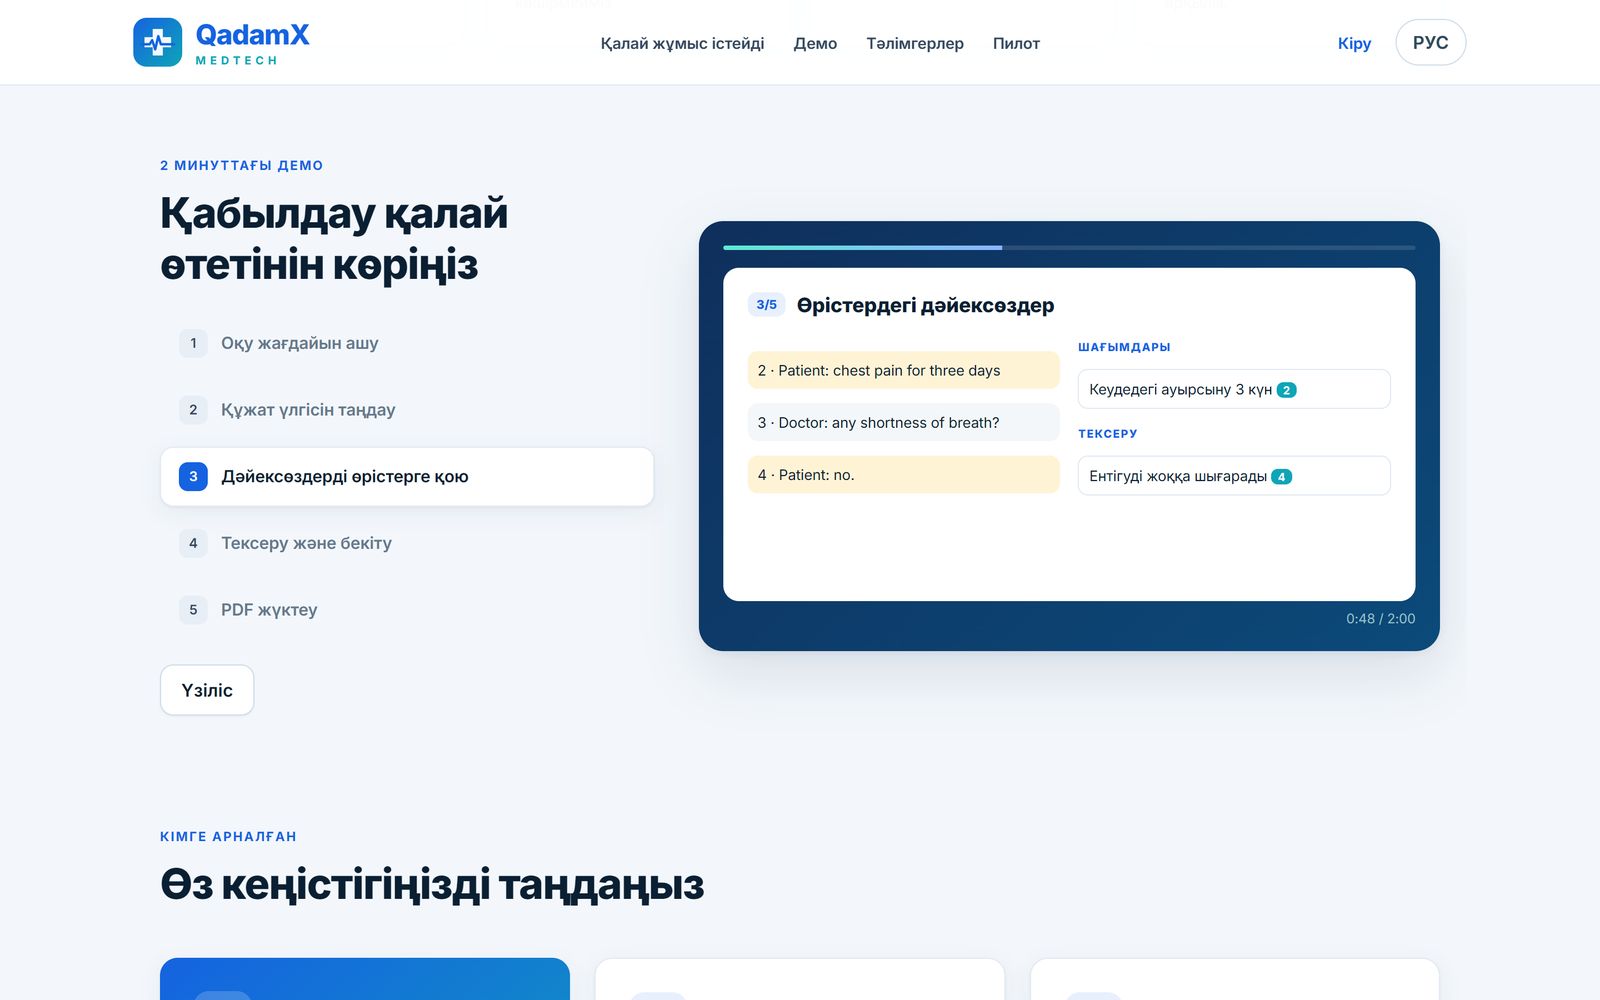 QadamX
MEDTECH
Қалай жұмыс істейді
Демо
Тәлімгерлер
Пилот
Кіру
РУС
2 МИНУТТАҒЫ ДЕМО
Қабылдау қалай
өтетінін көріңіз
1 Оқу жағдайын ашу
2 Құжат үлгісін таңдау
3 Дәйексөздерді өрістерге қою
4 Тексеру және бекіту
5 PDF жүктеу
Үзіліс
3/5 Өрістердегі дәйексөздер
2 · Patient: chest pain for three days
3 · Doctor: any shortness of breath?
4 · Patient: no.
ШАҒЫМДАРЫ
Кеудедегі ауырсыну 3 күн 2
ТЕКСЕРУ
Ентігуді жоққа шығарады 4
0:48 / 2:00
КІМГЕ АРНАЛҒАН
Өз кеңістігіңізді таңдаңыз